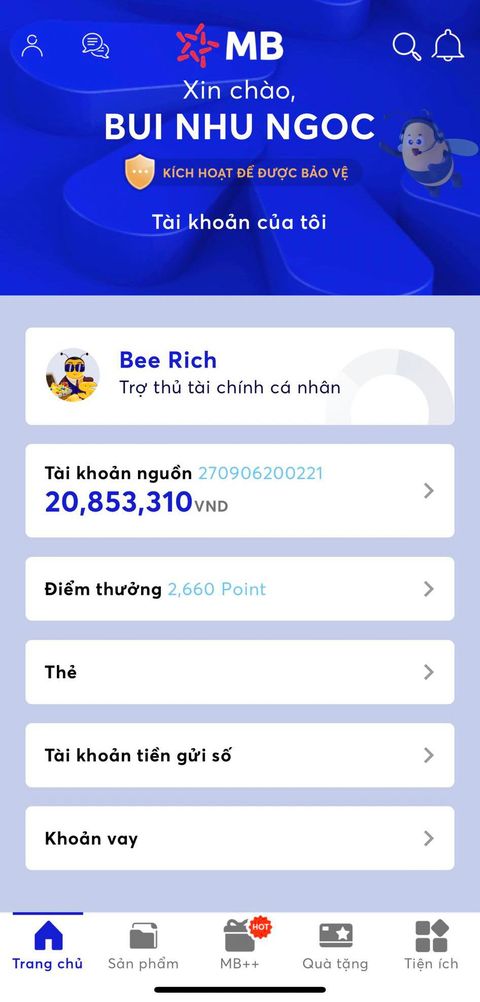 MB
Xin chào,
BUI NHU NGOC
KÍCH HOẠT ĐỂ ĐƯỢC BẢO VỆ
Tài khoản của tôi
Bee Rich
Trợ thủ tài chính cá nhân
Tài khoản nguồn 270906200221
20,853,310 VND
Điểm thưởng 2,660 Point
Thẻ
Tài khoản tiền gửi số
Khoản vay
HOT
Trang chủ Sản phẩm MB++ Quà tặng Tiện ích